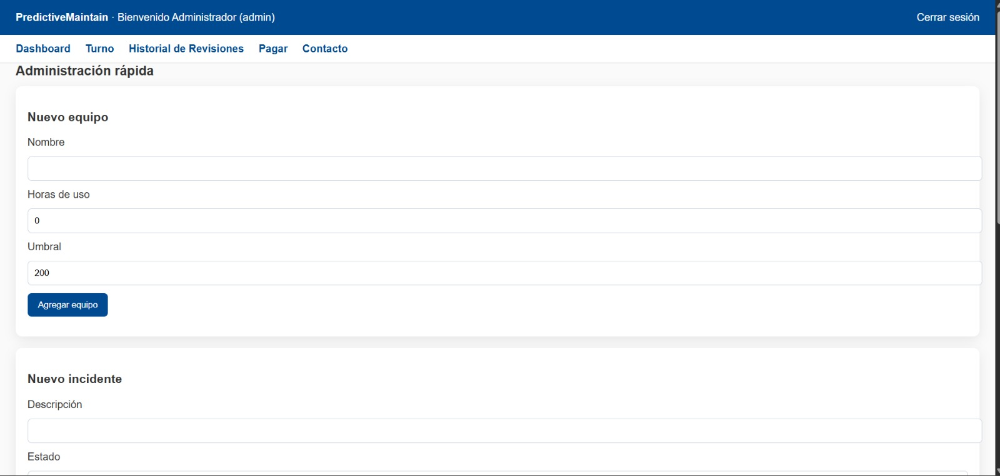 PredictiveMaintain · Bienvenido Administrador (admin)
Cerrar sesión
Dashboard Turno Historial de Revisiones Pagar Contacto
Administración rápida
Nuevo equipo
Nombre
Horas de uso
0
Umbral
200
Agregar equipo
Nuevo incidente
Descripción
Estado